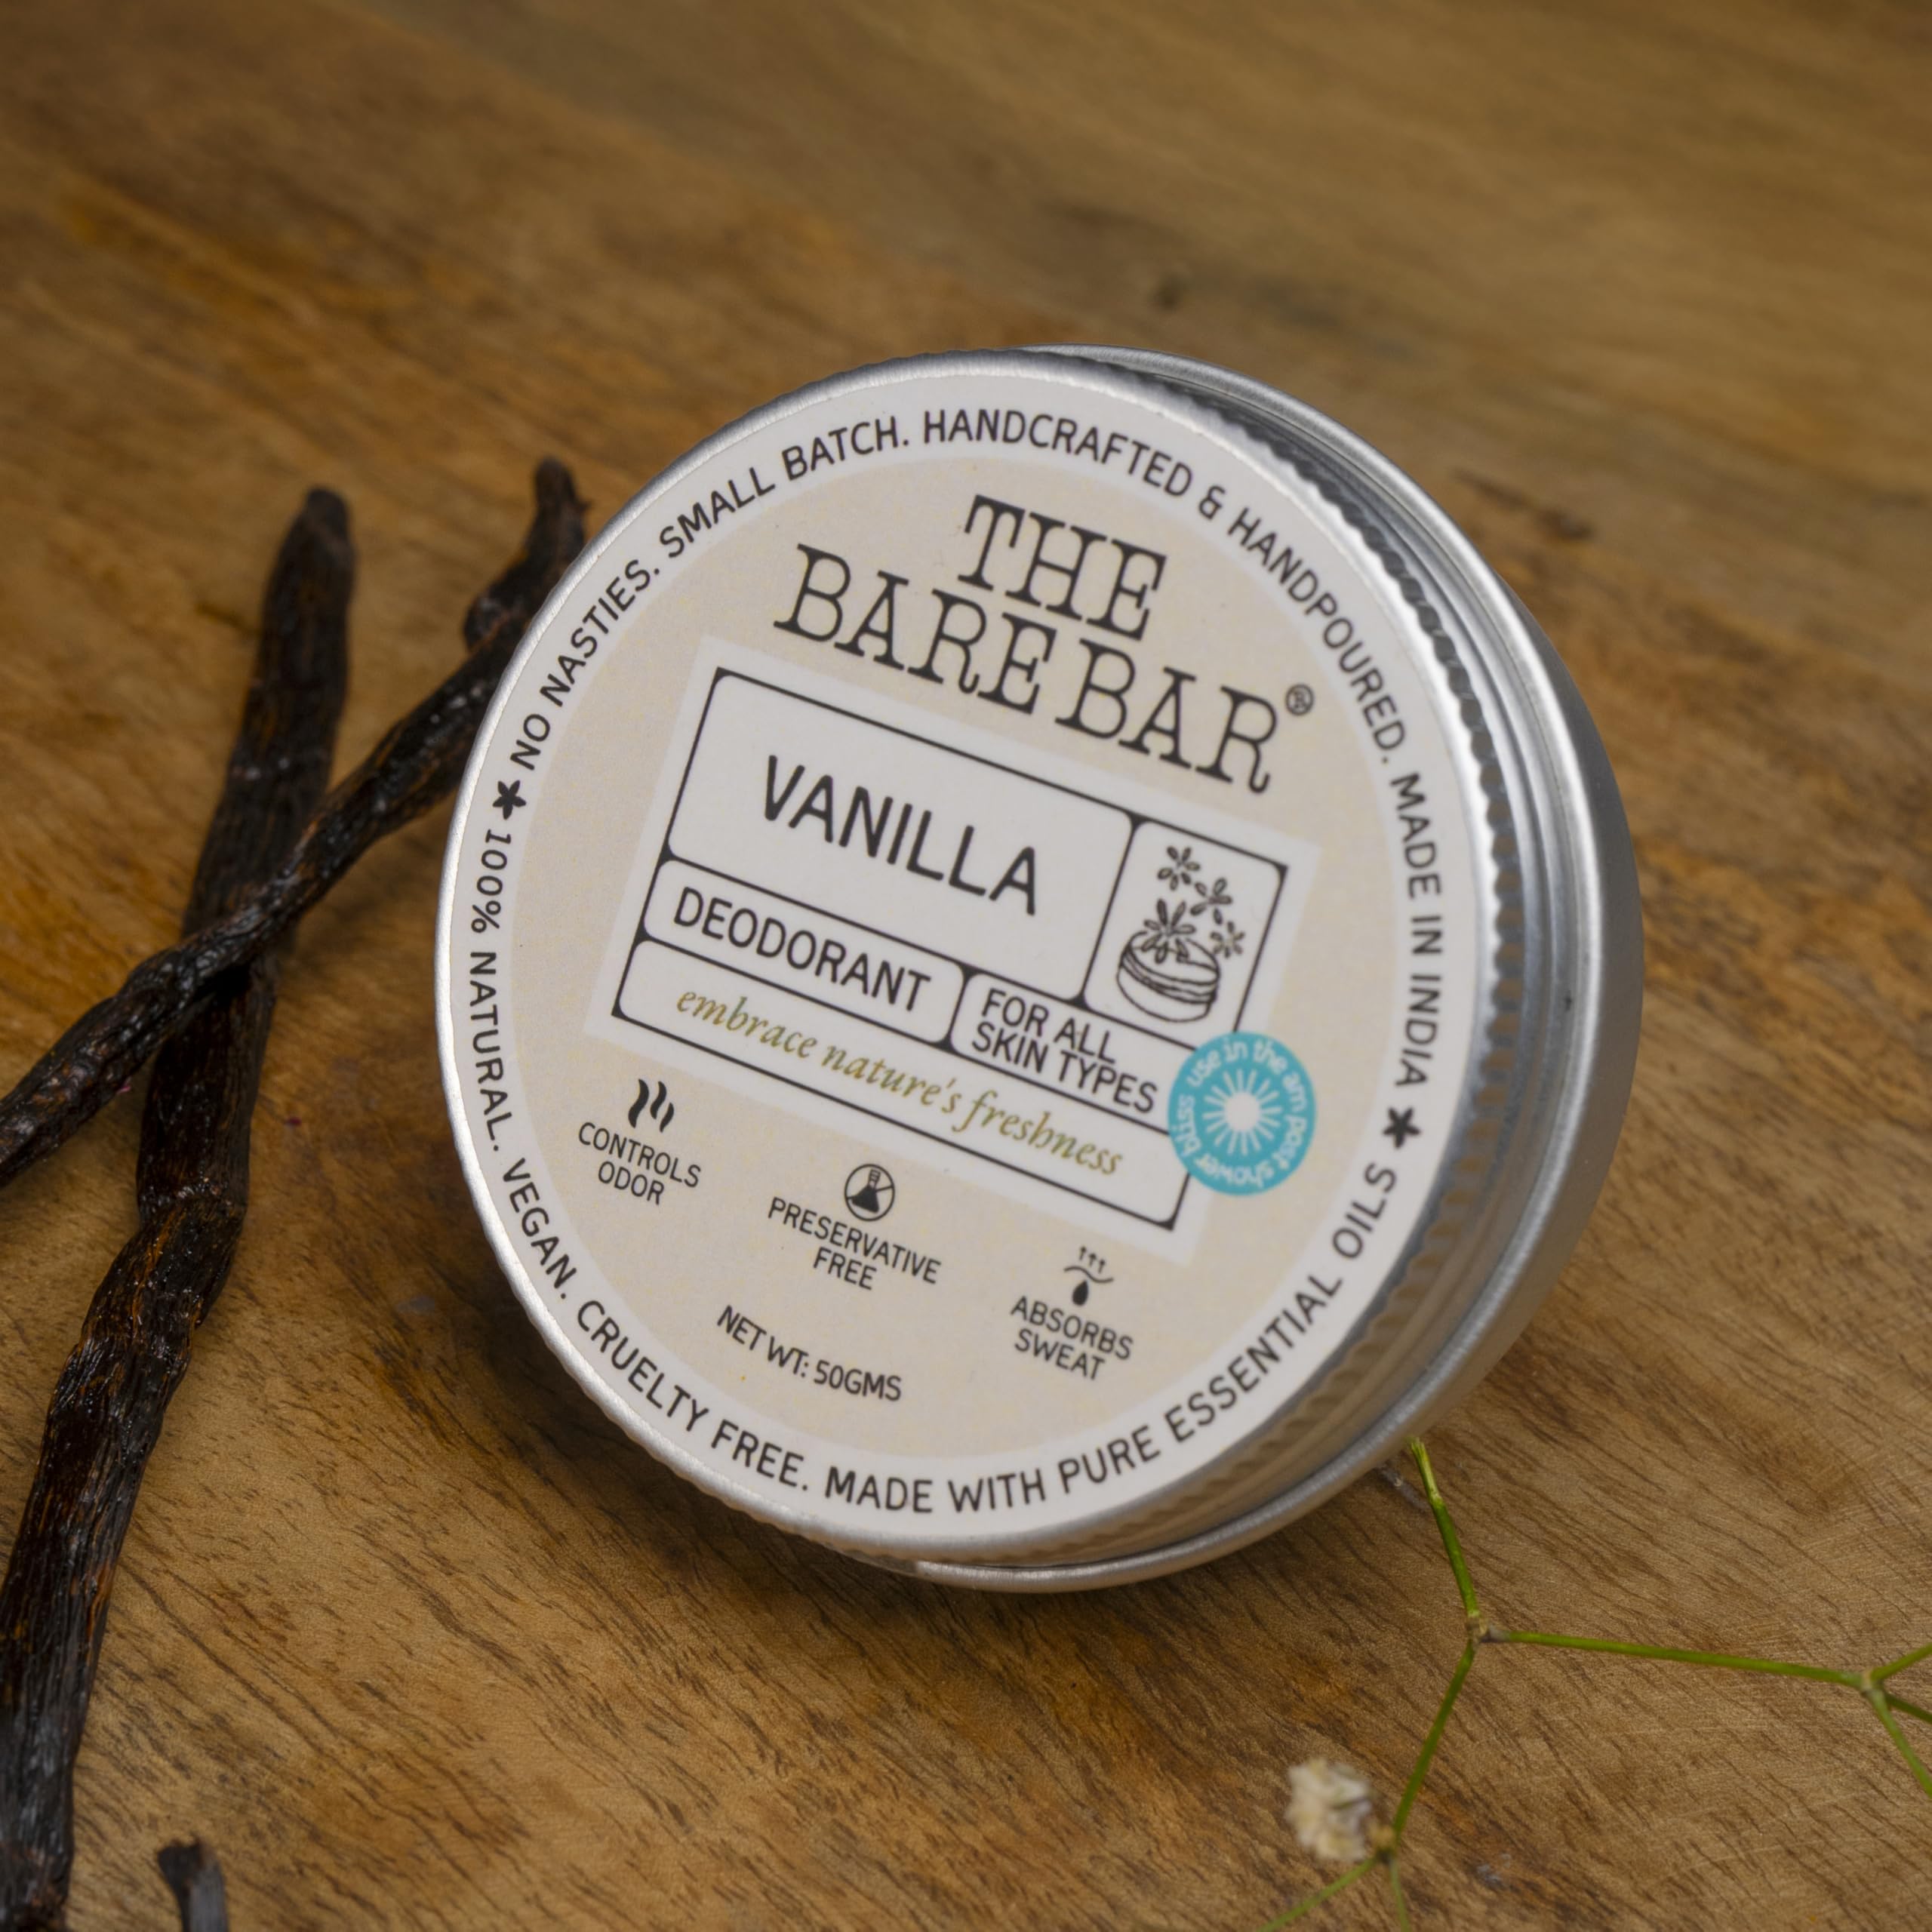 NO NASTIES. SMALL BATCH. HANDCRAFTED & HANDPOURED. MADE IN INDIA
THE
BARE BAR®
VANILLA
DEODORANT
FOR ALL
SKIN TYPES
embrace nature's freshness
use in the am post shower bliss
CONTROLS
ODOR
PRESERVATIVE
FREE
ABSORBS
SWEAT
NET WT: 50GMS
100% NATURAL. VEGAN. CRUELTY FREE. MADE WITH PURE ESSENTIAL OILS